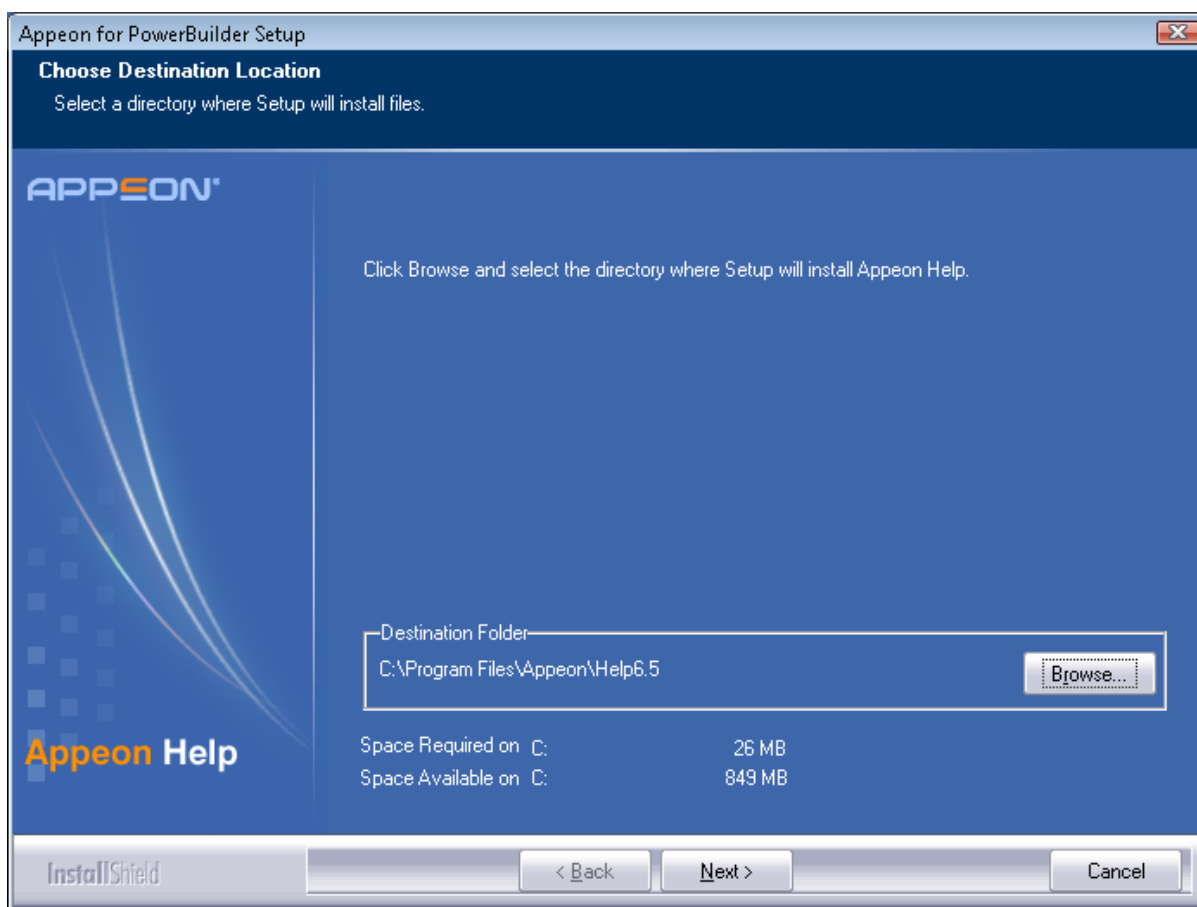 Appeon for PowerBuilder Setup
Choose Destination Location
Select a directory where Setup will install files.
APPEON
Click Browse and select the directory where Setup will install Appeon Help.
Destination Folder
C:\Program Files\Appeon\Help6.5
Browse...
Appeon Help
Space Required on C: 26 MB
Space Available on C: 849 MB
InstallShield
< Back
Next >
Cancel